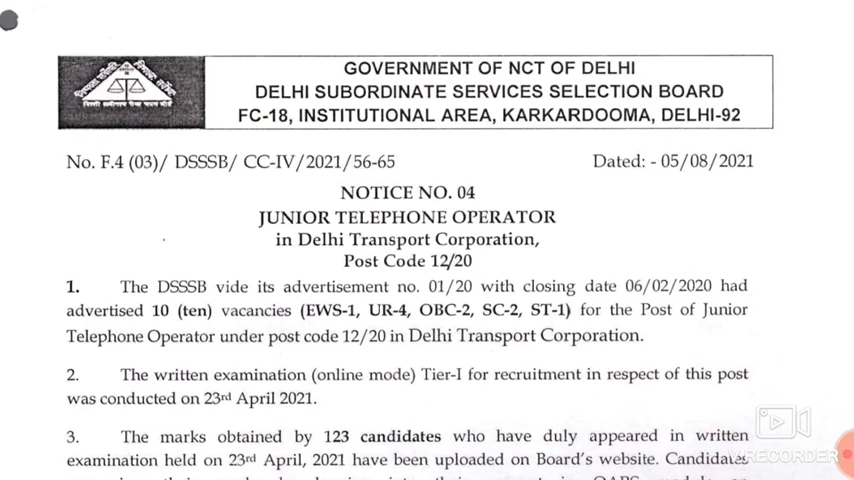 GOVERNMENT OF NCT OF DELHI
DELHI SUBORDINATE SERVICES SELECTION BOARD
FC-18, INSTITUTIONAL AREA, KARKARDOOMA, DELHI-92
No. F.4 (03)/ DSSSB/ CC-IV/2021/56-65 Dated: - 05/08/2021
NOTICE NO. 04
JUNIOR TELEPHONE OPERATOR
in Delhi Transport Corporation,
Post Code 12/20
1. The DSSSB vide its advertisement no. 01/20 with closing date 06/02/2020 had
advertised 10 (ten) vacancies (EWS-1, UR-4, OBC-2, SC-2, ST-1) for the Post of Junior
Telephone Operator under post code 12/20 in Delhi Transport Corporation.
2. The written examination (online mode) Tier-I for recruitment in respect of this post
was conducted on 23rd April 2021.
3. The marks obtained by 123 candidates who have duly appeared in written
examination held on 23rd April, 2021 have been uploaded on Board's website. Candidates
V RECORDER